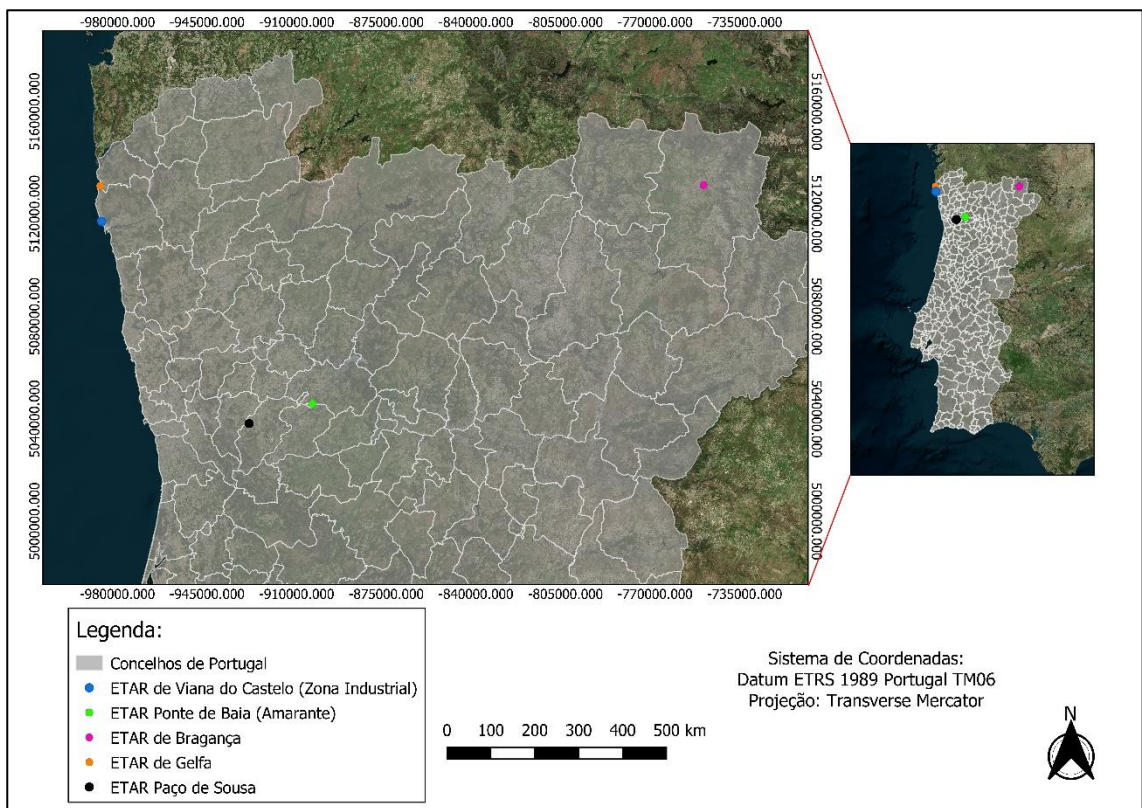 -980000.000 -945000.000 -910000.000 -875000.000 -840000.000 -805000.000 -770000.000 -735000.000
5160000.000
5120000.000
5080000.000
5040000.000
5000000.000
5160000.000
5120000.000
5080000.000
5040000.000
5000000.000
-980000.000 -945000.000 -910000.000 -875000.000 -840000.000 -805000.000 -770000.000 -735000.000
Legenda:
Concelhos de Portugal
ETAR de Viana do Castelo (Zona Industrial)
ETAR Ponte de Baia (Amarante)
ETAR de Bragança
ETAR de Gelfa
ETAR Paço de Sousa
0 100 200 300 400 500 km
Sistema de Coordenadas:
Datum ETRS 1989 Portugal TM06
Projeção: Transverse Mercator
N